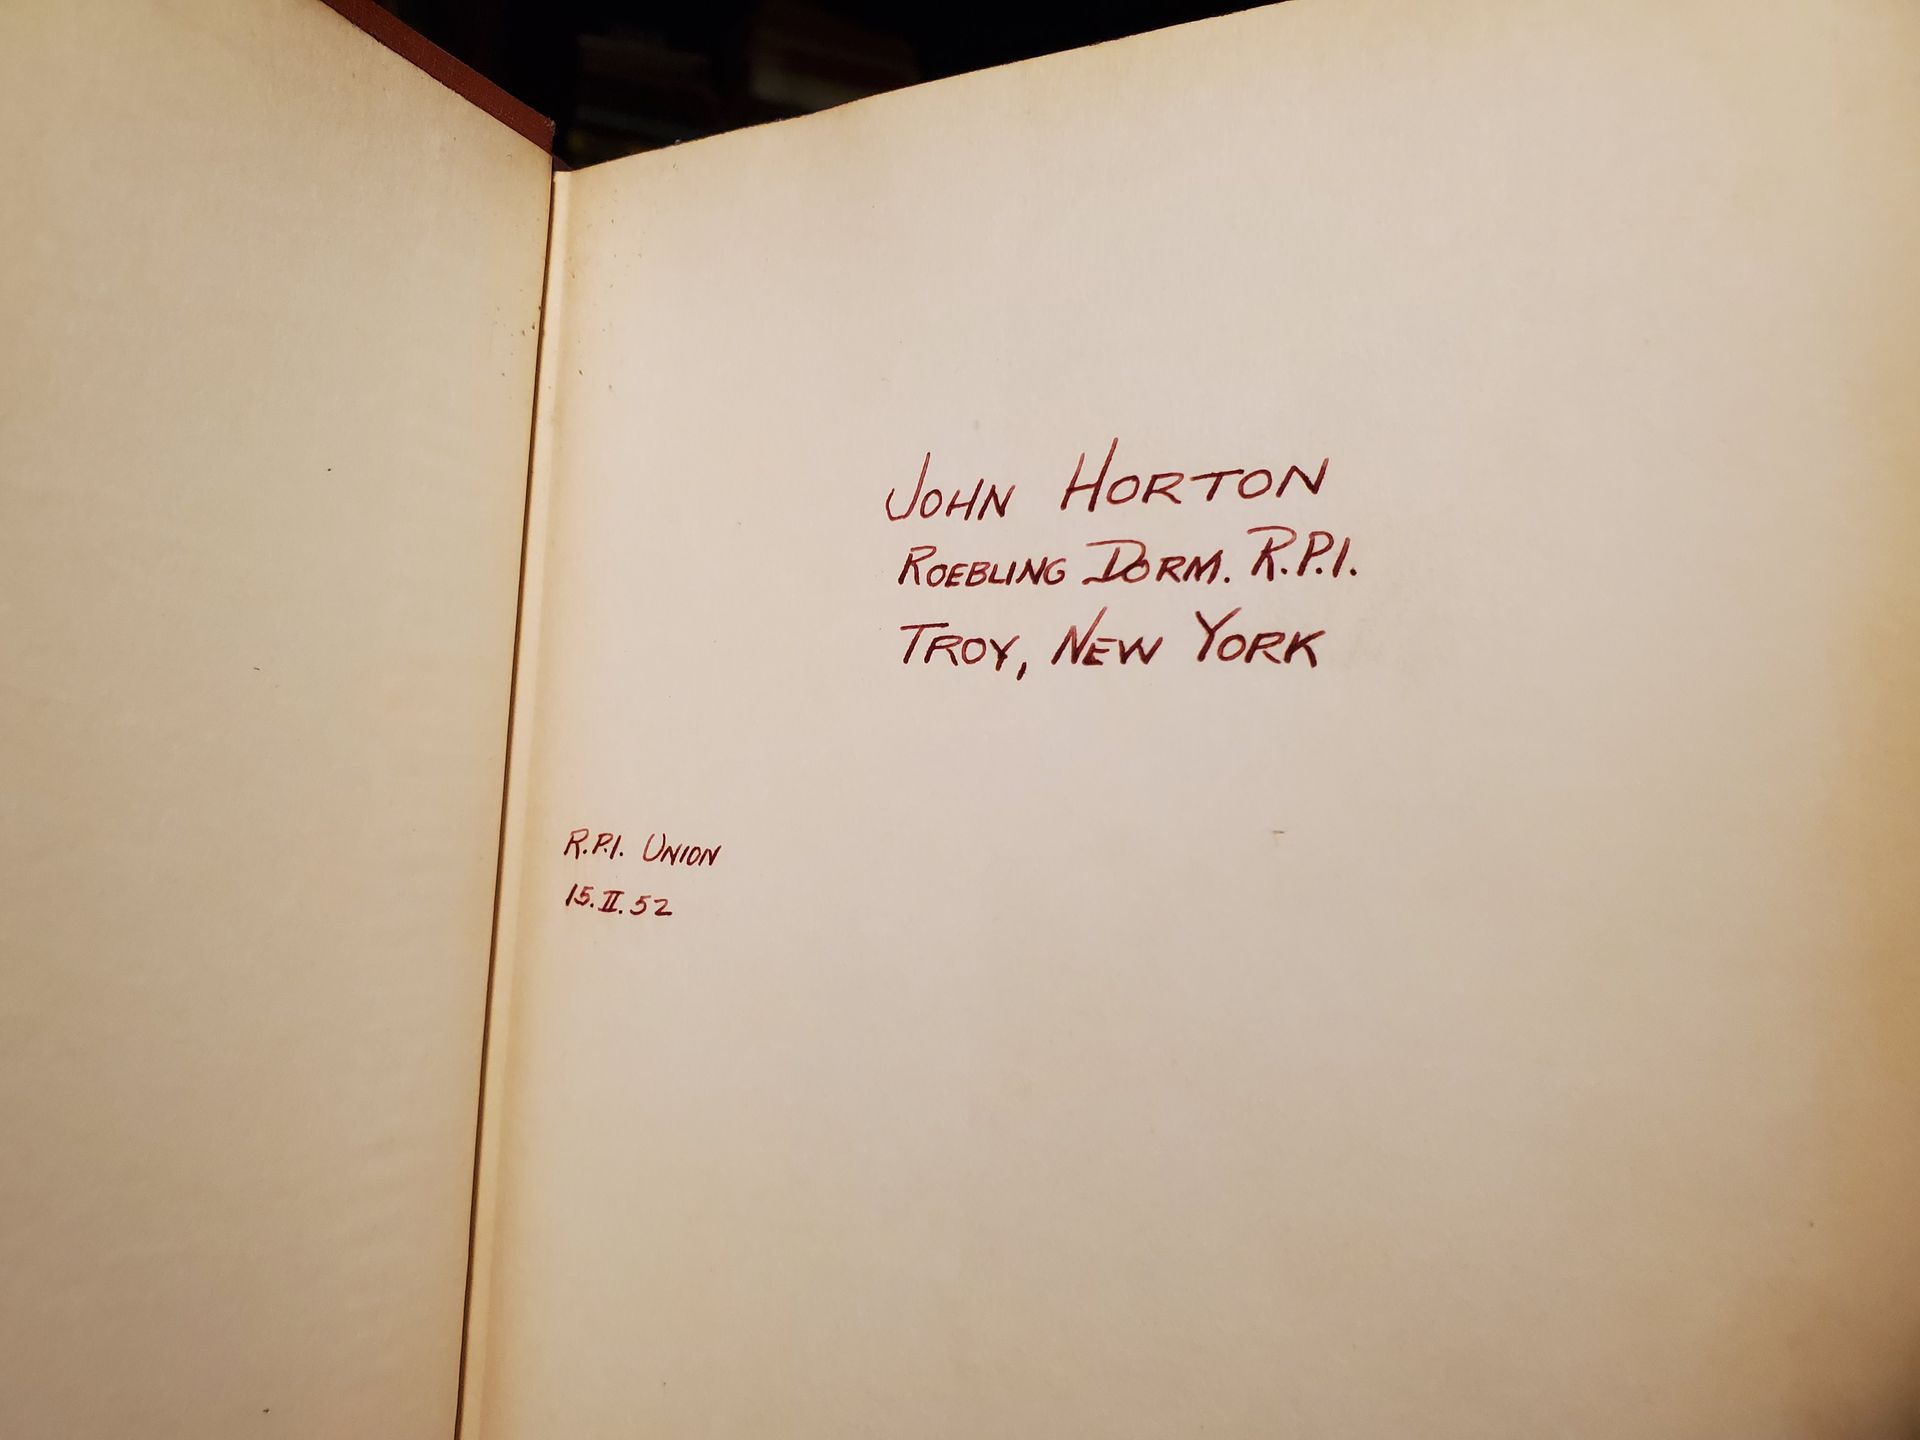 JOHN HORTON
ROEBLING DORM. R.P.I.
TROY, NEW YORK
R.P.I. UNION
15.II.52